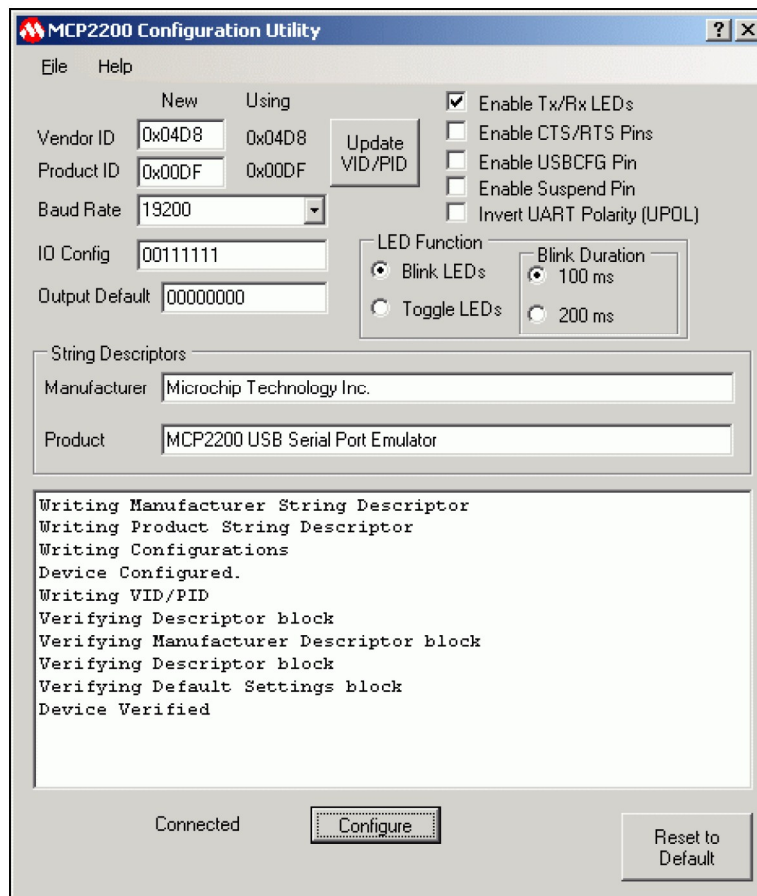 MCP2200 Configuration Utility
File Help
New Using
Vendor ID 0x04D8 0x04D8
Product ID 0x00DF 0x00DF
Update
VID/PID
Baud Rate 19200
IO Config 00111111
Output Default 00000000
Enable Tx/Rx LEDs
Enable CTS/RTS Pins
Enable USBCFG Pin
Enable Suspend Pin
Invert UART Polarity (UPOL)
LED Function
Blink LEDs
Toggle LEDs
Blink Duration
100 ms
200 ms
String Descriptors
Manufacturer Microchip Technology Inc.
Product MCP2200 USB Serial Port Emulator
Writing Manufacturer String Descriptor
Writing Product String Descriptor
Writing Configurations
Device Configured.
Writing VID/PID
Verifying Descriptor block
Verifying Manufacturer Descriptor block
Verifying Descriptor block
Verifying Default Settings block
Device Verified
Connected Configure
Reset to
Default